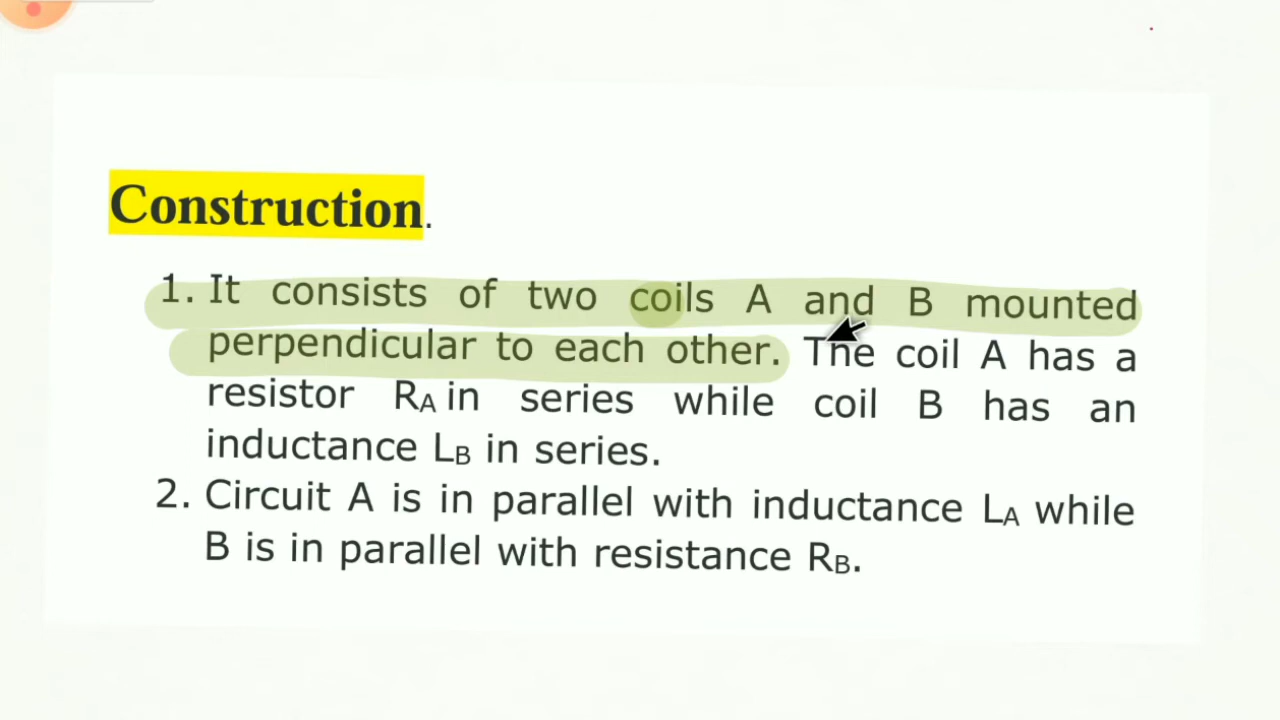 Construction.
1. It consists of two coils A and B mounted
perpendicular to each other. The coil A has a
resistor RA in series while coil B has an
inductance LB in series.
2. Circuit A is in parallel with inductance LA while
B is in parallel with resistance RB.